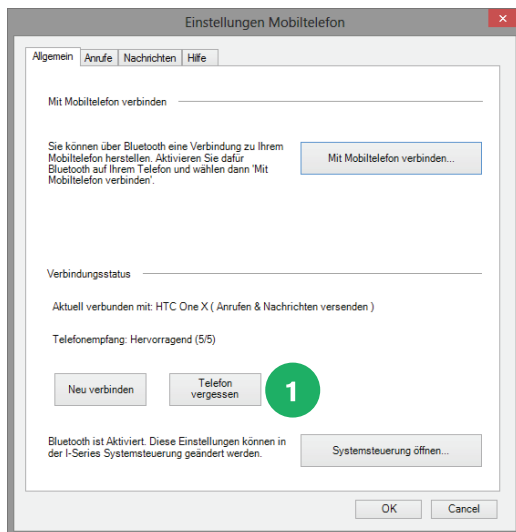 Einstellungen Mobiltelefon
Allgemein Anrufe Nachrichten Hilfe
Mit Mobiltelefon verbinden
Sie können über Bluetooth eine Verbindung zu Ihrem
Mobiltelefon herstellen. Aktivieren Sie dafür
Bluetooth auf Ihrem Telefon und wählen dann 'Mit
Mobiltelefon verbinden'.
Mit Mobiltelefon verbinden...
Verbindungsstatus
Aktuell verbunden mit: HTC One X ( Anrufen & Nachrichten versenden )
Telefonempfang: Hervorragend (5/5)
Neu verbinden
Telefon
vergessen
1
Bluetooth ist Aktiviert. Diese Einstellungen können in
der I-Series Systemsteuerung geändert werden.
Systemsteuerung öffnen...
OK Cancel